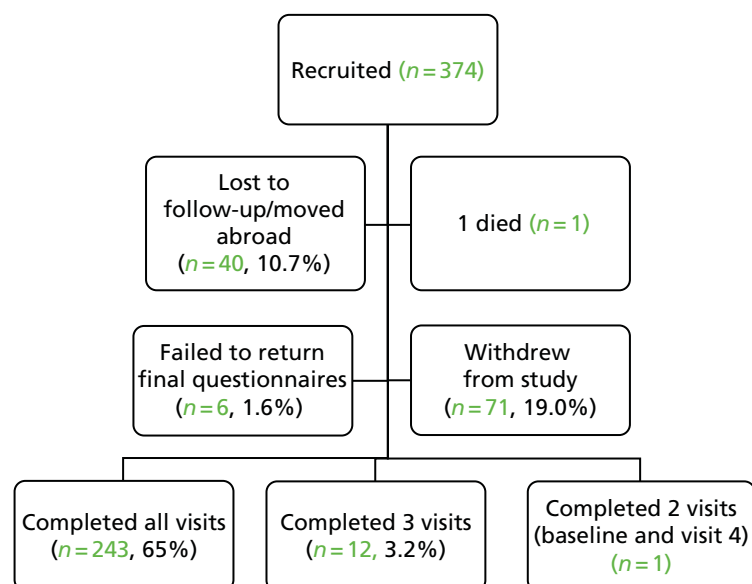 Recruited (n=374)
Lost to
follow-up/moved
abroad
(n=40, 10.7%)
1 died (n=1)
Failed to return
final questionnaires
(n=6, 1.6%)
Withdrew
from study
(n=71, 19.0%)
Completed all visits
(n=243, 65%)
Completed 3 visits
(n=12, 3.2%)
Completed 2 visits
(baseline and visit 4)
(n=1)